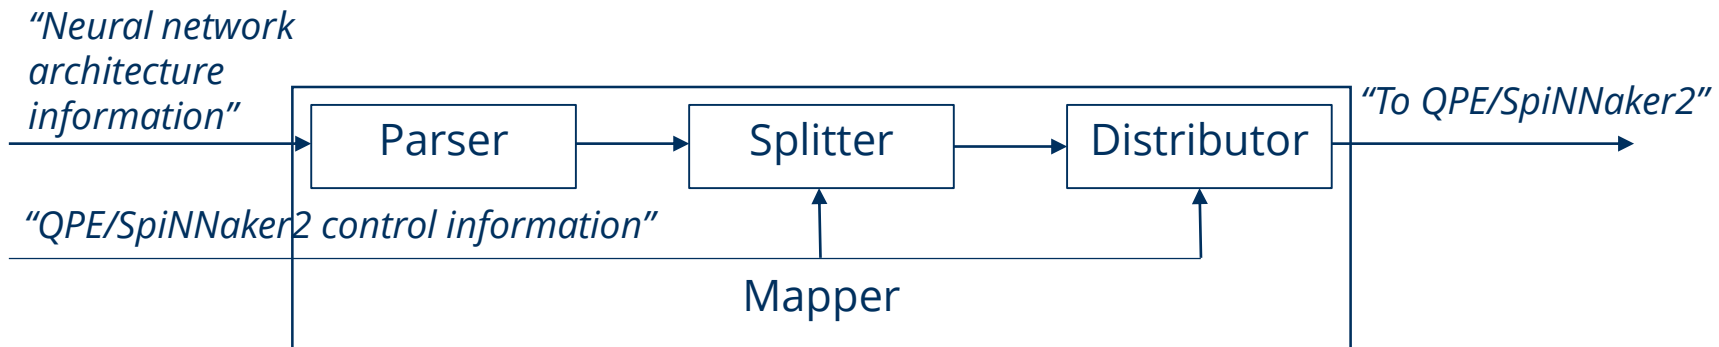 “Neural network
architecture
information”
“To QPE/SpiNNaker2”
Parser
Splitter
Distributor
“QPE/SpiNNaker2 control information”
Mapper